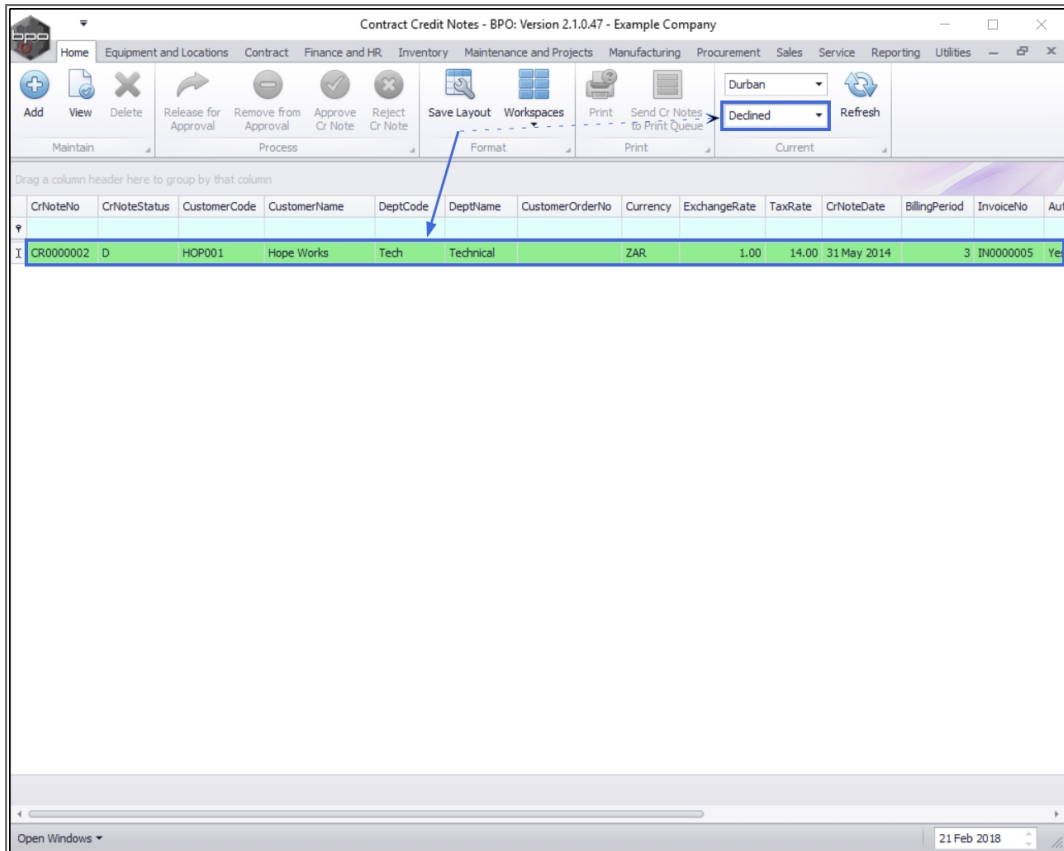 Contract Credit Notes - BPO: Version 2.1.0.47 - Example Company
bpo
Home Equipment and Locations Contract Finance and HR Inventory Maintenance and Projects Manufacturing Procurement Sales Service Reporting Utilities
Durban
Declined
Add View Delete Release for Approval Remove from Approval Approve Cr Note Reject Cr Note Save Layout Workspaces Print Send Cr Notes to Print Queue Refresh
Maintain Process Format Print Current
Drag a column header here to group by that column
CrNoteNo CrNoteStatus CustomerCode CustomerName DeptCode DeptName CustomerOrderNo Currency ExchangeRate TaxRate CrNoteDate BillingPeriod InvoiceNo Aut
CR0000002 D HOP001 Hope Works Tech Technical ZAR 1.00 14.00 31 May 2014 3 IN0000005 Yes
Open Windows 21 Feb 2018